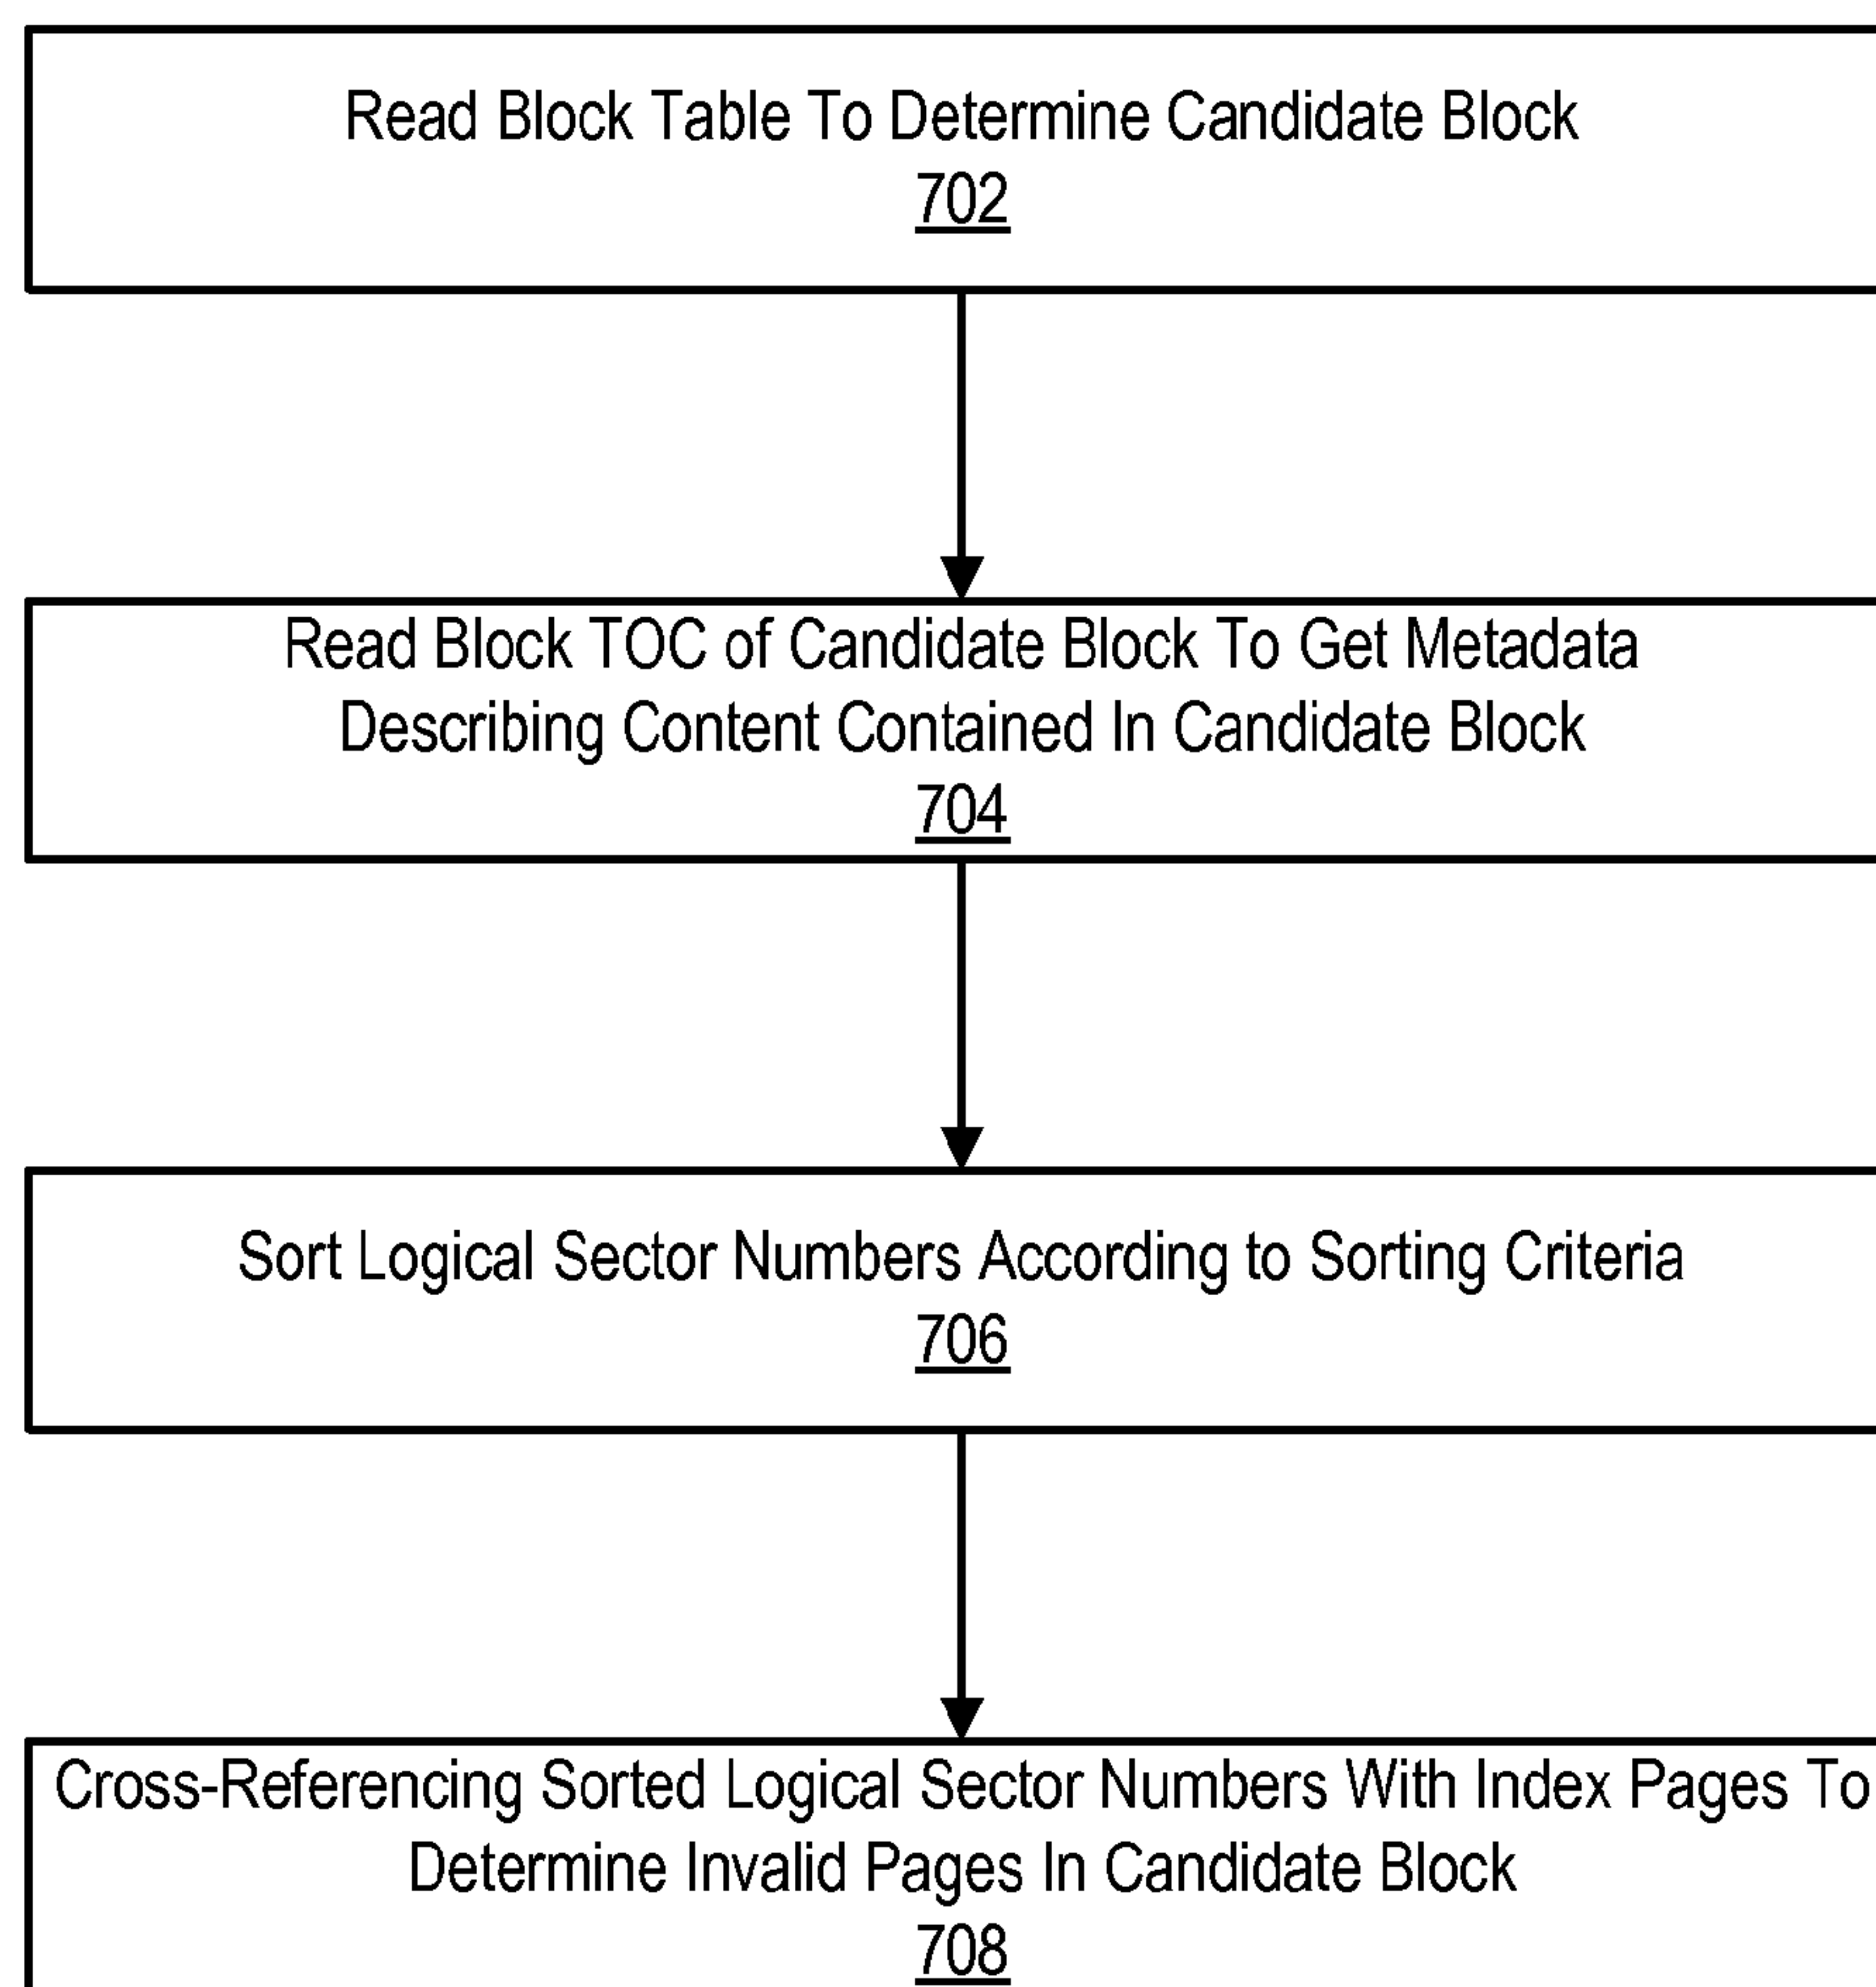 Read Block Table To Determine Candidate Block
702
Read Block TOC of Candidate Block To Get Metadata
Describing Content Contained In Candidate Block
704
Sort Logical Sector Numbers According to Sorting Criteria
706
Cross-Referencing Sorted Logical Sector Numbers With Index Pages To
Determine Invalid Pages In Candidate Block
708